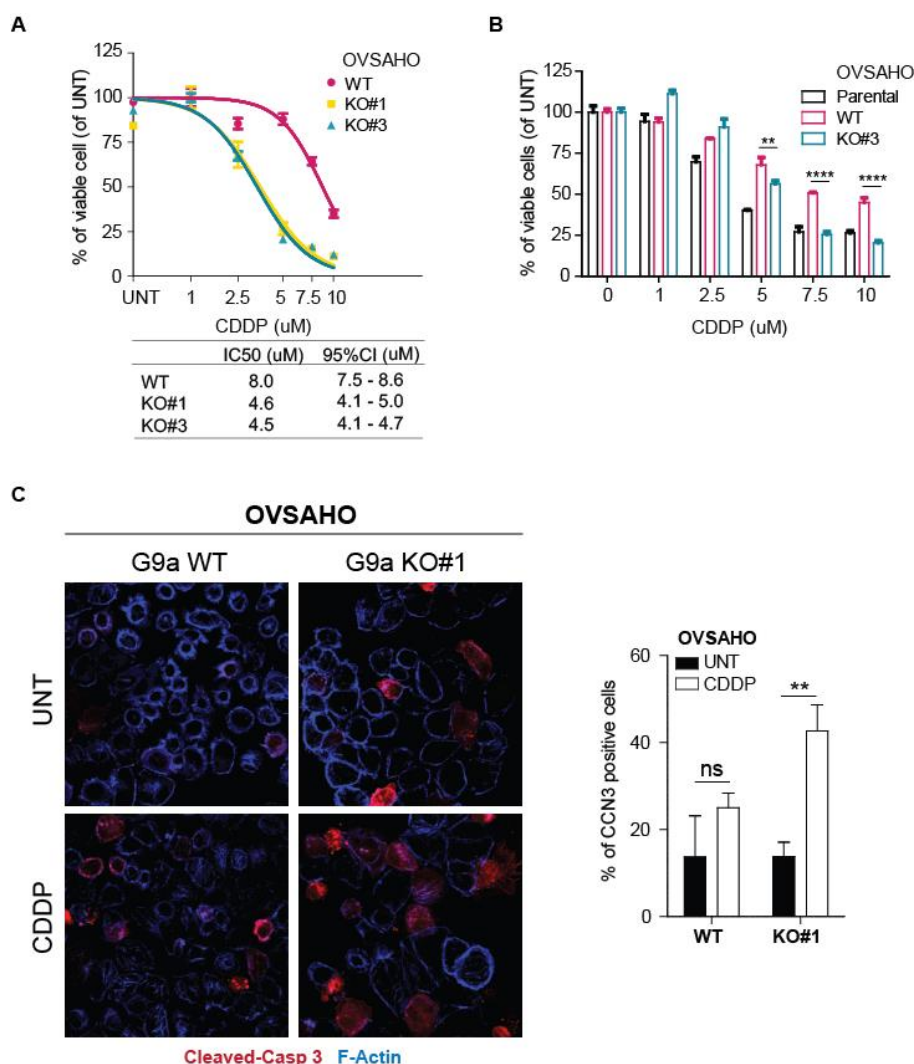 A
125
100
75
50
25
0
% of viable cell (of UNT)
OVSAHO
WT
KO#1
KO#3
UNT 1 2.5 5 7.5 10
CDDP (uM)
IC50 (uM) 95%CI (uM)
WT 8.0 7.5 - 8.6
KO#1 4.6 4.1 - 5.0
KO#3 4.5 4.1 - 4.7
B
125
100
75
50
25
0
% of viable cells (of UNT)
OVSAHO
Parental
WT
KO#3
** **** ****
0 1 2.5 5 7.5 10
CDDP (uM)
C
OVSAHO
G9a WT G9a KO#1
UNT
CDDP
Cleaved-Casp 3 F-Actin
OVSAHO
UNT
CDDP
60
40
20
0
% of CCN3 positive cells
ns **
WT KO#1